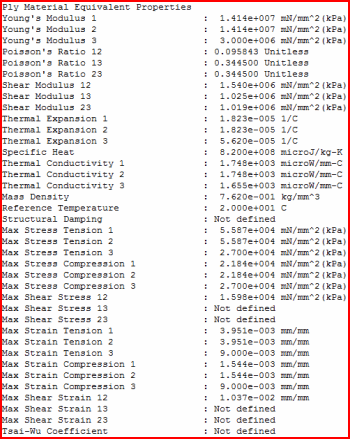 Ply Material Equivalent Properties
Young's Modulus 1 : 1.414e+007 mN/mm^2(kPa)
Young's Modulus 2 : 1.414e+007 mN/mm^2(kPa)
Young's Modulus 3 : 3.000e+006 mN/mm^2(kPa)
Poisson's Ratio 12 : 0.095843 Unitless
Poisson's Ratio 13 : 0.344500 Unitless
Poisson's Ratio 23 : 0.344500 Unitless
Shear Modulus 12 : 1.540e+006 mN/mm^2(kPa)
Shear Modulus 13 : 1.025e+006 mN/mm^2(kPa)
Shear Modulus 23 : 1.019e+006 mN/mm^2(kPa)
Thermal Expansion 1 : 1.823e-005 1/C
Thermal Expansion 2 : 1.823e-005 1/C
Thermal Expansion 3 : 5.620e-005 1/C
Specific Heat : 8.200e+008 microJ/kg-K
Thermal Conductivity 1 : 1.748e+003 microW/mm-C
Thermal Conductivity 2 : 1.748e+003 microW/mm-C
Thermal Conductivity 3 : 1.655e+003 microW/mm-C
Mass Density : 7.620e-001 kg/mm^3
Reference Temperature : 2.000e+001 C
Structural Damping : Not defined
Max Stress Tension 1 : 5.587e+004 mN/mm^2(kPa)
Max Stress Tension 2 : 5.587e+004 mN/mm^2(kPa)
Max Stress Tension 3 : 2.700e+004 mN/mm^2(kPa)
Max Stress Compression 1 : 2.184e+004 mN/mm^2(kPa)
Max Stress Compression 2 : 2.184e+004 mN/mm^2(kPa)
Max Stress Compression 3 : 2.700e+004 mN/mm^2(kPa)
Max Shear Stress 12 : 1.598e+004 mN/mm^2(kPa)
Max Shear Stress 13 : Not defined
Max Shear Stress 23 : Not defined
Max Strain Tension 1 : 3.951e-003 mm/mm
Max Strain Tension 2 : 3.951e-003 mm/mm
Max Strain Tension 3 : 9.000e-003 mm/mm
Max Strain Compression 1 : 1.544e-003 mm/mm
Max Strain Compression 2 : 1.544e-003 mm/mm
Max Strain Compression 3 : 9.000e-003 mm/mm
Max Shear Strain 12 : 1.037e-002 mm/mm
Max Shear Strain 13 : Not defined
Max Shear Strain 23 : Not defined
Tsai-Wu Coefficient : Not defined